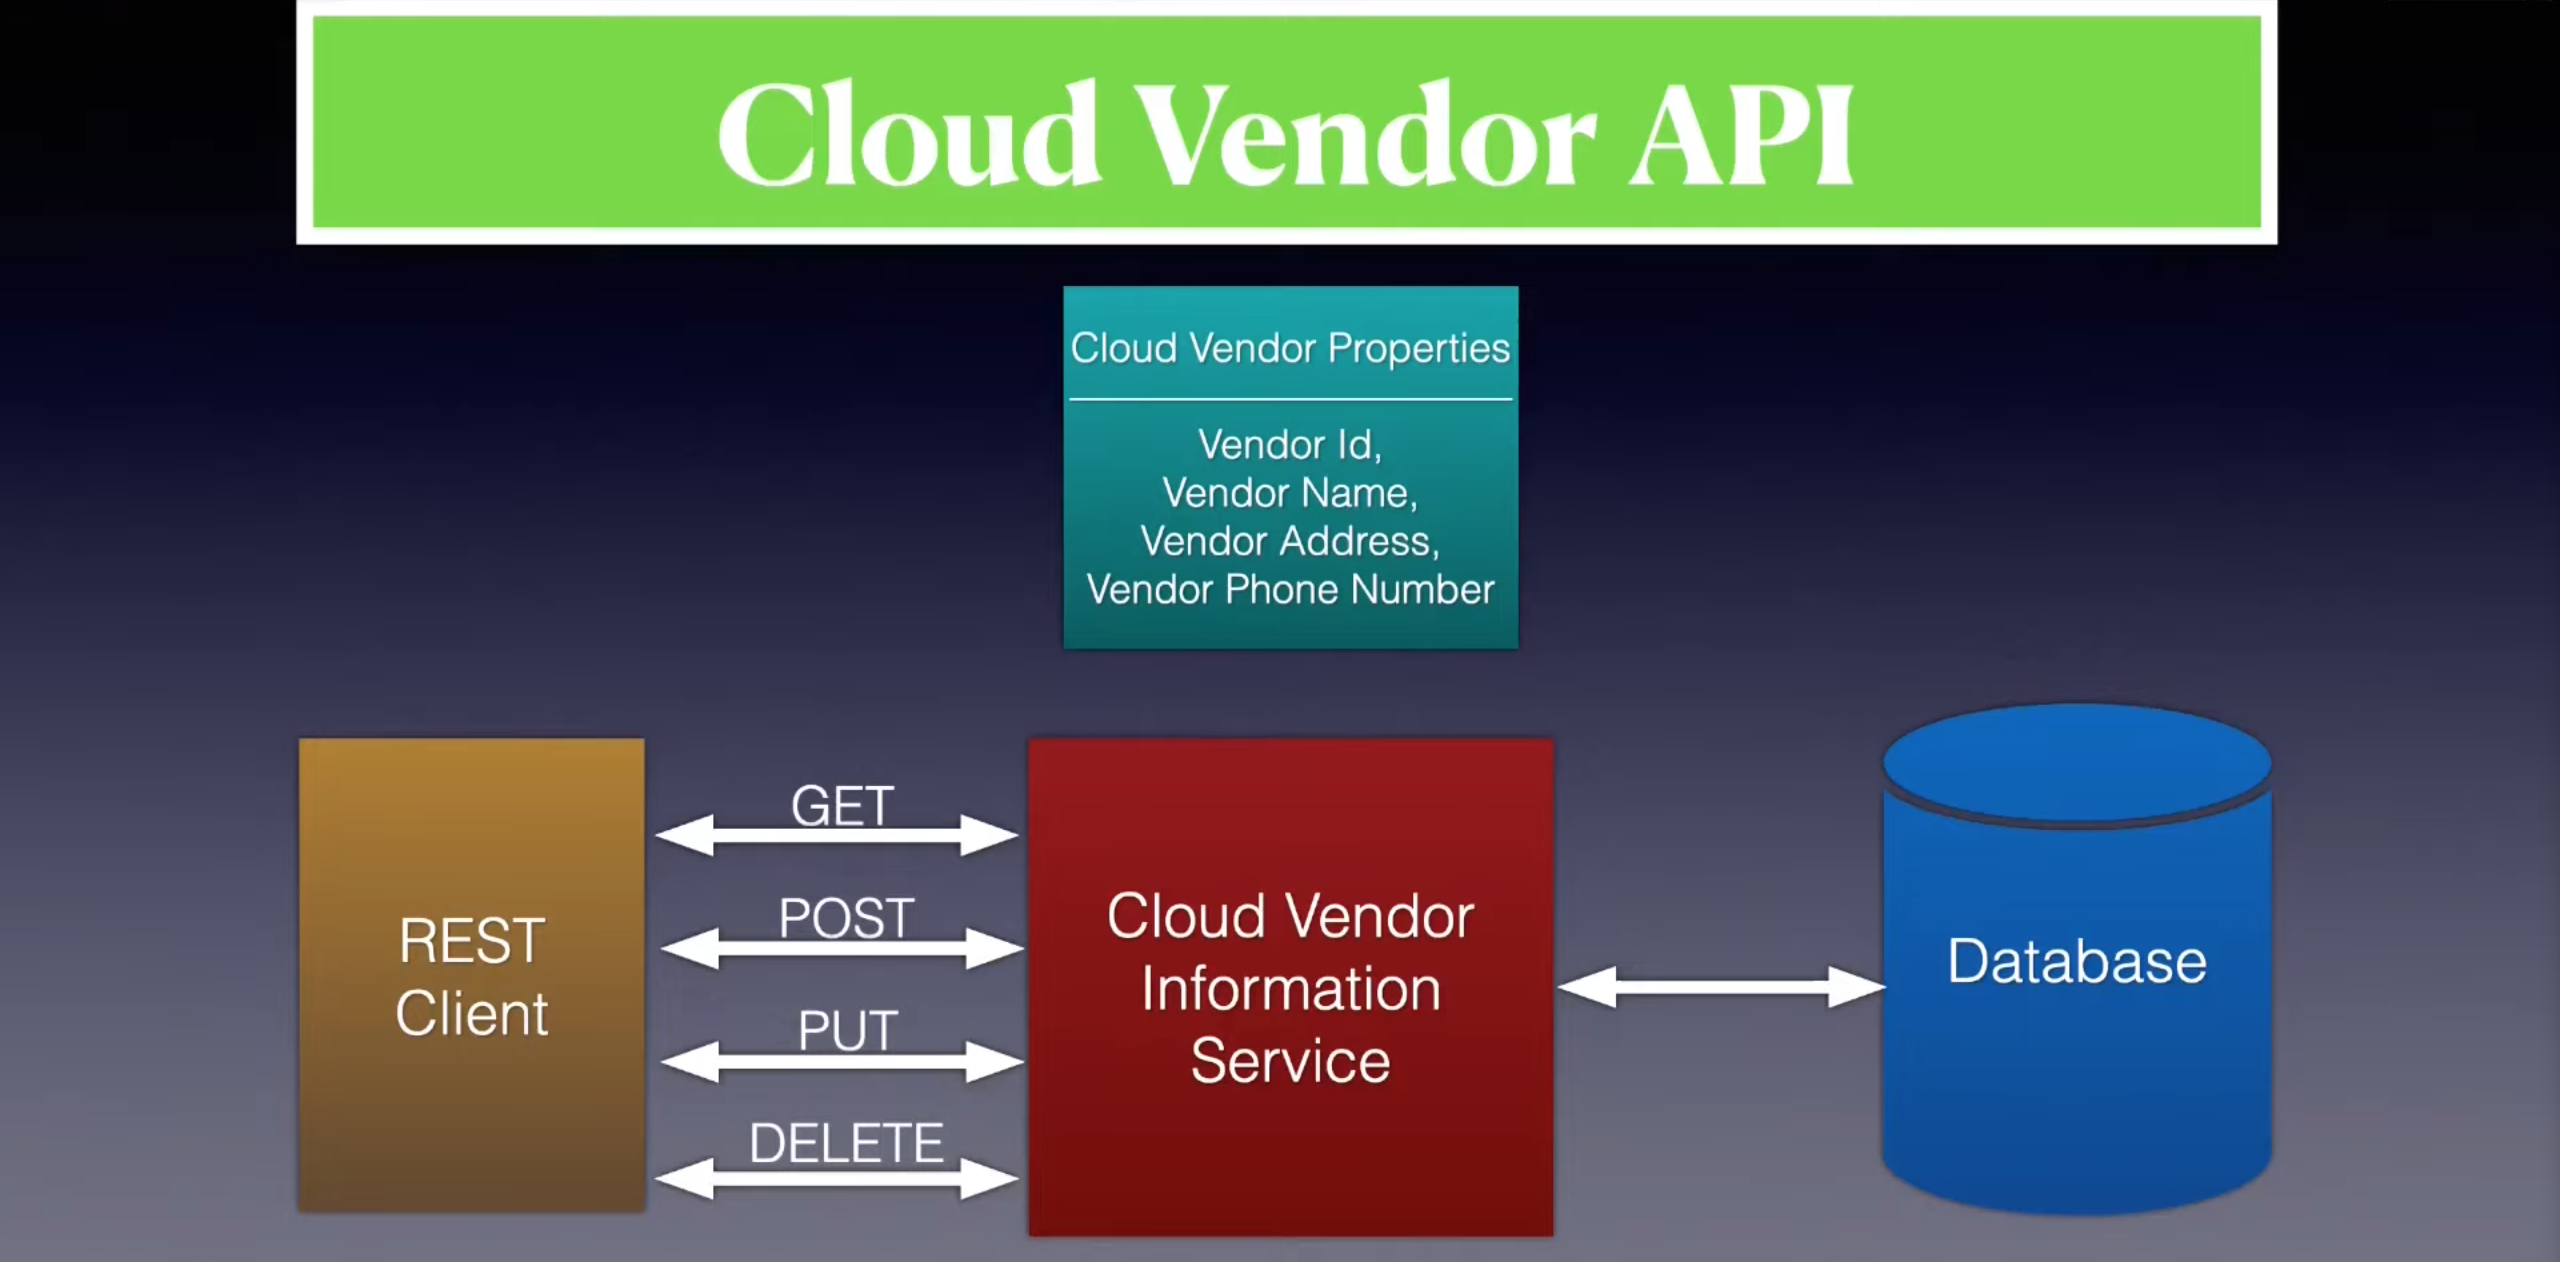 Cloud Vendor API
Cloud Vendor Properties
Vendor Id,
Vendor Name,
Vendor Address,
Vendor Phone Number
REST
Client
GET
POST
PUT
DELETE
Cloud Vendor
Information
Service
Database